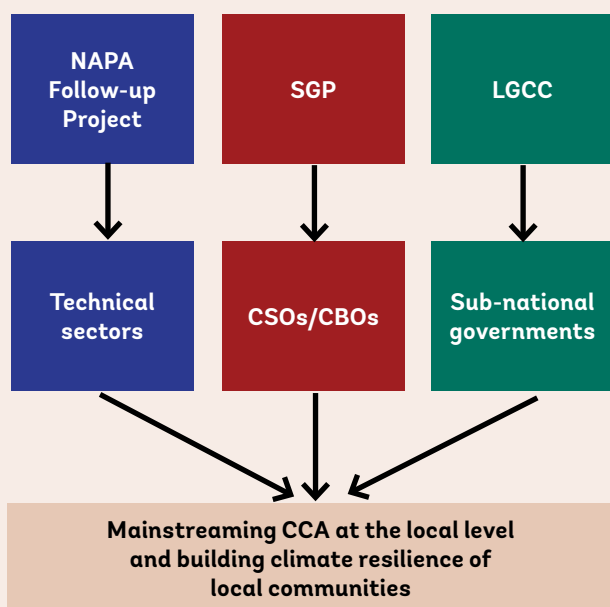 NAPA
Follow-up
Project
SGP
LGCC
Technical
sectors
CSOs/CBOs
Sub-national
governments
Mainstreaming CCA at the local level
and building climate resilience of
local communities